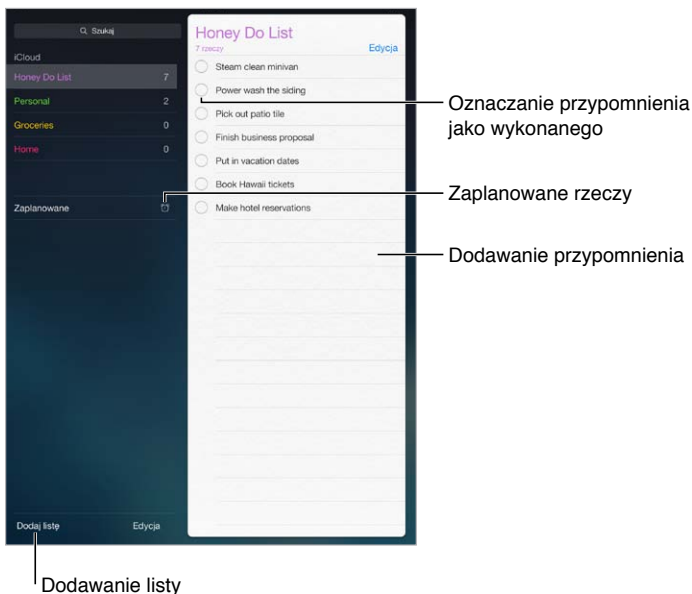 Szukaj
iCloud
Honey Do List 7
Personal 2
Groceries 0
Home 0
Zaplanowane
Dodaj listę Edycja
Honey Do List
7 rzeczy Edycja
Steam clean minivan
Power wash the siding
Pick out patio tile
Finish business proposal
Put in vacation dates
Book Hawaii tickets
Make hotel reservations
Oznaczanie przypomnienia
jako wykonanego
Zaplanowane rzeczy
Dodawanie przypomnienia
Dodawanie listy